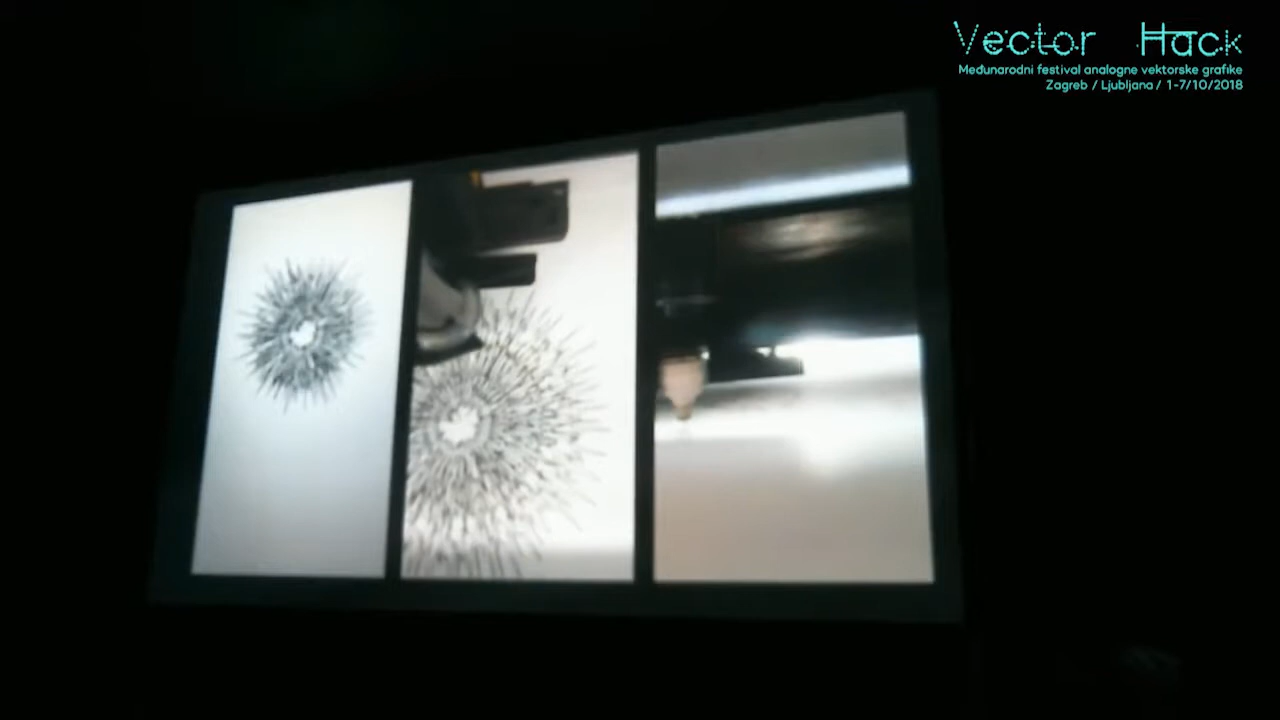 Vector Hack
Međunarodni festival analogne vektorske grafike
Zagreb / Ljubljana / 1-7/10/2018